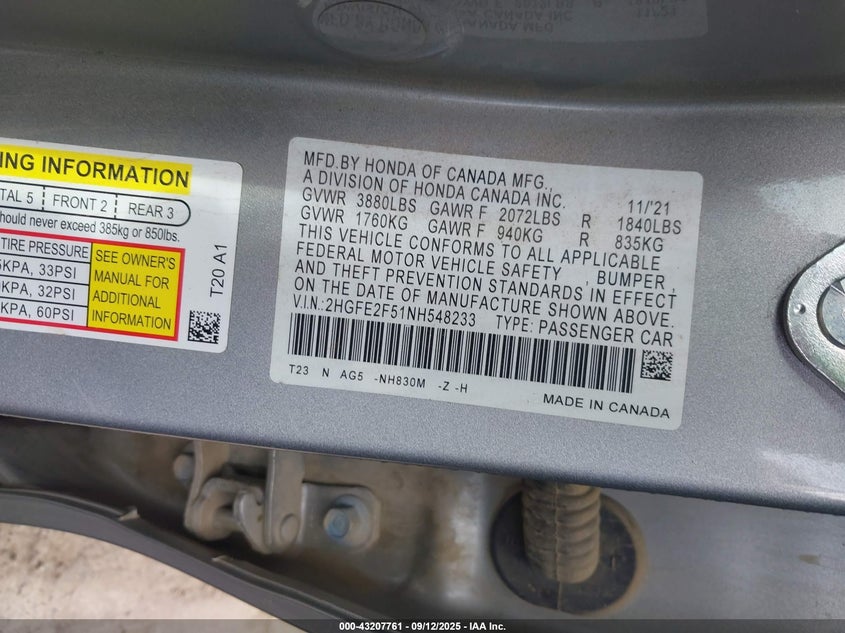 NG INFORMATION
TAL 5 FRONT 2 REAR 3
hould never exceed 385kg or 850lbs.
TIRE PRESSURE
5KPA, 33PSI
KPA, 32PSI
KPA, 60PSI
SEE OWNER'S
MANUAL FOR
ADDITIONAL
INFORMATION
T20 A1
MFD.BY HONDA OF CANADA MFG.,
A DIVISION OF HONDA CANADA INC. 11/'21
GVWR 3880LBS GAWR F 2072LBS R 1840LBS
GVWR 1760KG GAWR F 940KG R 835KG
THIS VEHICLE CONFORMS TO ALL APPLICABLE
FEDERAL MOTOR VEHICLE SAFETY , BUMPER ,
AND THEFT PREVENTION STANDARDS IN EFFECT
ON THE DATE OF MANUFACTURE SHOWN ABOVE.
V.I.N.:2HGFE2F51NH548233 TYPE: PASSENGER CAR
T23 N AG5 -NH830M -Z -H
MADE IN CANADA
000-43207761 - 09/12/2025 - IAA Inc.